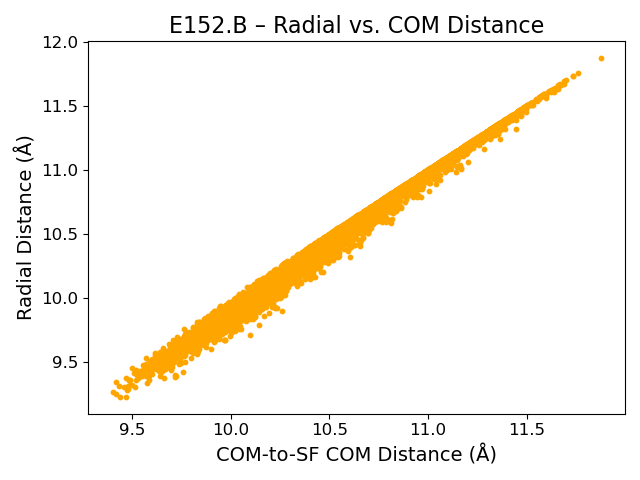 E152.B – Radial vs. COM Distance
12.0
11.5
11.0
10.5
10.0
9.5
Radial Distance (Å)
9.5 10.0 10.5 11.0 11.5
COM-to-SF COM Distance (Å)